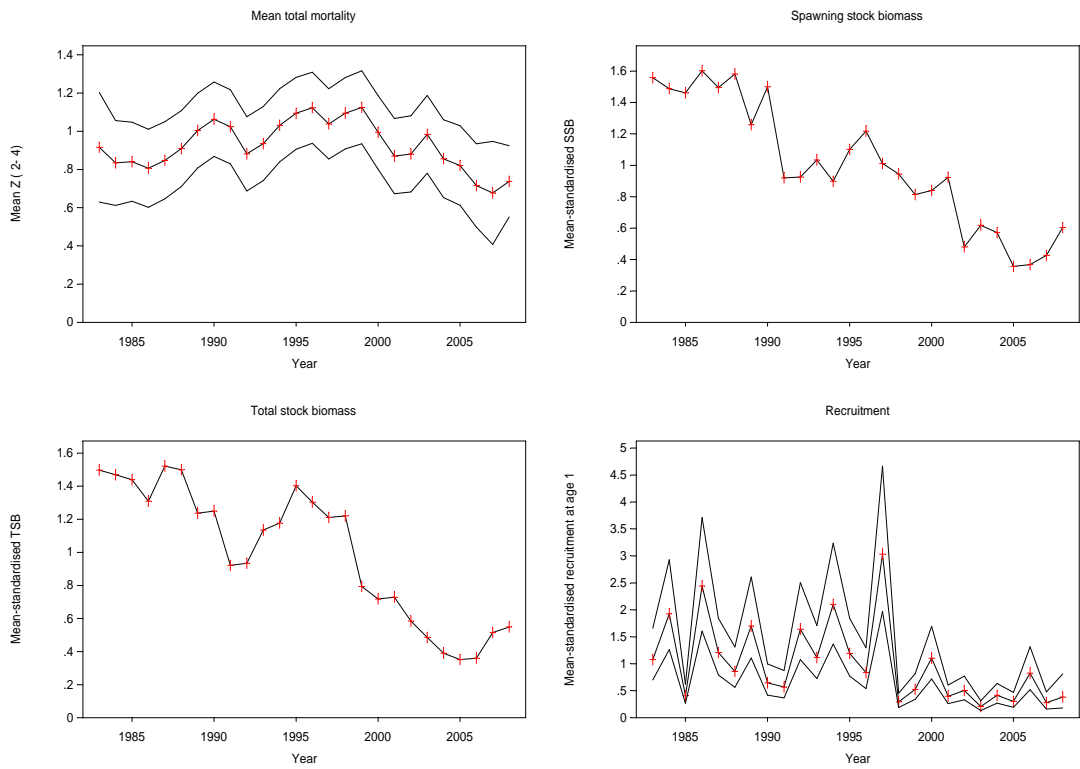 Mean total mortality
Mean Z ( 2- 4)
1.4
1.2
1
.8
.6
.4
.2
0
1985 1990 1995 2000 2005
Year
Spawning stock biomass
Mean-standardised SSB
1.6
1.4
1.2
1
.8
.6
.4
.2
0
1985 1990 1995 2000 2005
Year
Total stock biomass
Mean-standardised TSB
1.6
1.4
1.2
1
.8
.6
.4
.2
0
1985 1990 1995 2000 2005
Year
Recruitment
Mean-standardised recruitment at age 1
5
4.5
4
3.5
3
2.5
2
1.5
1
.5
0
1985 1990 1995 2000 2005
Year